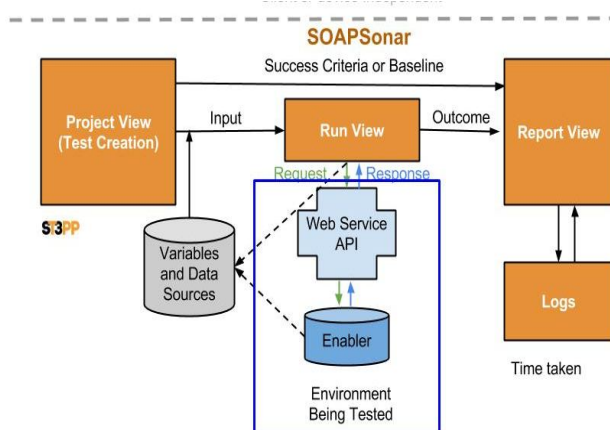 SOAPSonar
Success Criteria or Baseline
Project View
(Test Creation)
Input
Run View
Outcome
Report View
Request
Response
ST3PP
Web Service
API
Variables
and Data
Sources
Enabler
Logs
Environment
Being Tested
Time taken